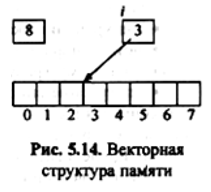 i
8 3
0 1 2 3 4 5 6 7
Рис. 5.14. Векторная
структура памяти